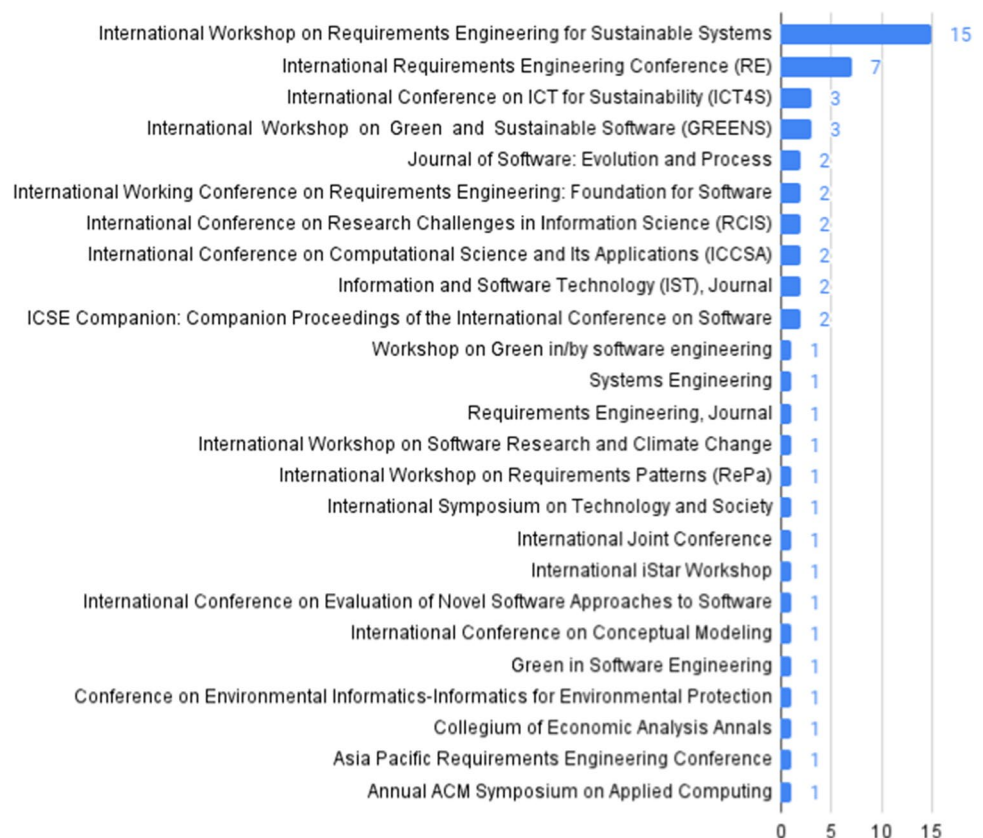 International Workshop on Requirements Engineering for Sustainable Systems 15
International Requirements Engineering Conference (RE) 7
International Conference on ICT for Sustainability (ICT4S) 3
International Workshop on Green and Sustainable Software (GREENS) 3
Journal of Software: Evolution and Process 2
International Working Conference on Requirements Engineering: Foundation for Software 2
International Conference on Research Challenges in Information Science (RCIS) 2
International Conference on Computational Science and Its Applications (ICCSA) 2
Information and Software Technology (IST), Journal 2
ICSE Companion: Companion Proceedings of the International Conference on Software 2
Workshop on Green in/by software engineering 1
Systems Engineering 1
Requirements Engineering, Journal 1
International Workshop on Software Research and Climate Change 1
International Workshop on Requirements Patterns (RePa) 1
International Symposium on Technology and Society 1
International Joint Conference 1
International iStar Workshop 1
International Conference on Evaluation of Novel Software Approaches to Software 1
International Conference on Conceptual Modeling 1
Green in Software Engineering 1
Conference on Environmental Informatics-Informatics for Environmental Protection 1
Collegium of Economic Analysis Annals 1
Asia Pacific Requirements Engineering Conference 1
Annual ACM Symposium on Applied Computing 1
0 5 10 15